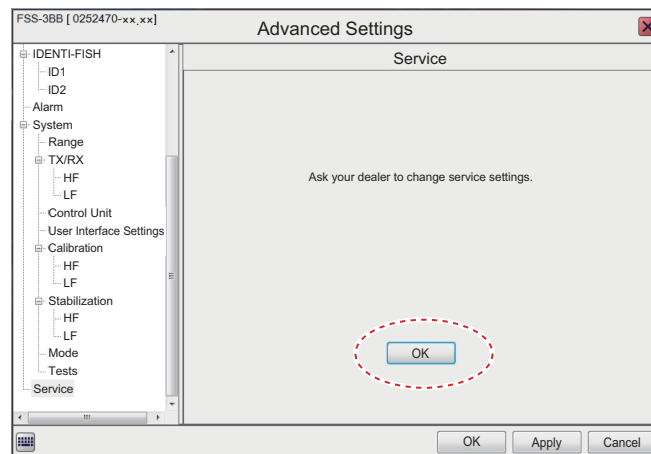 FSS-3BB [ 0252470-xx.xx]
Advanced Settings
IDENTI-FISH
ID1
ID2
Alarm
System
Range
TX/RX
HF
LF
Control Unit
User Interface Settings
Calibration
HF
LF
Stabilization
HF
LF
Mode
Tests
Service
Service
Ask your dealer to change service settings.
OK
OK Apply Cancel